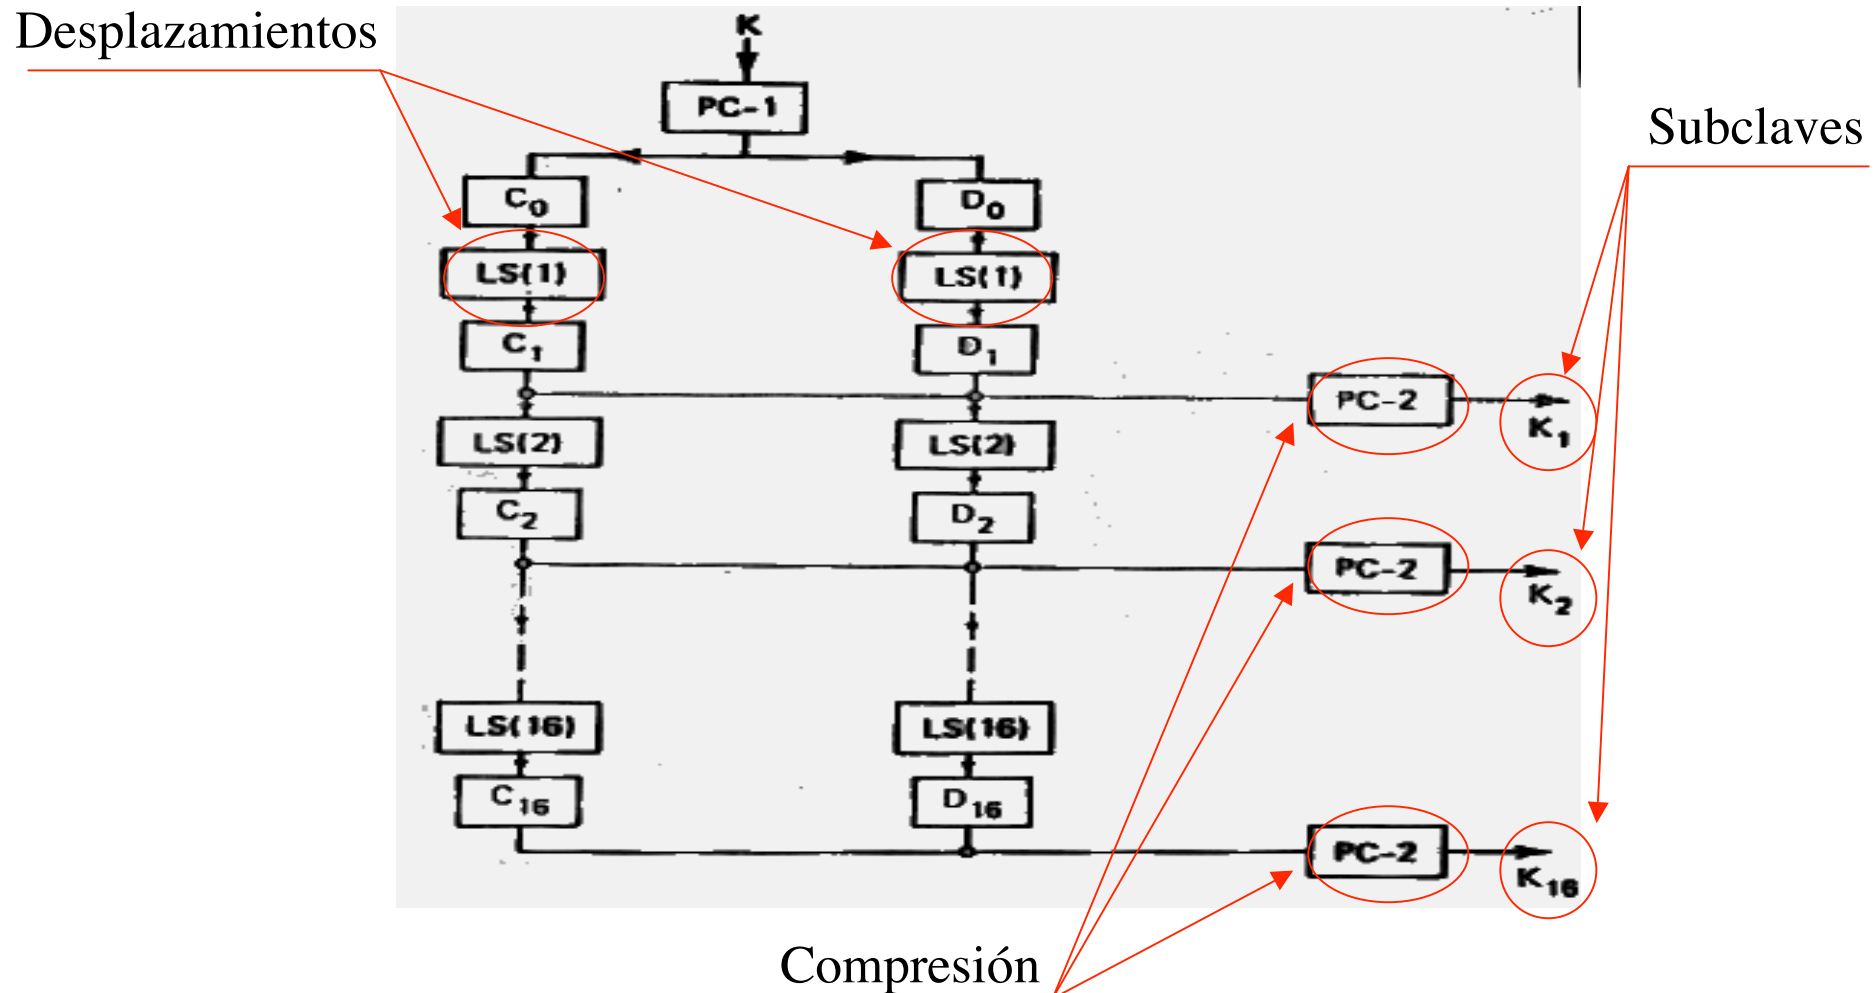 Desplazamientos
K
PC-1
Subclaves
C0
D0
LS(1)
LS(1)
C1
D1
PC-2
K1
LS(2)
LS(2)
C2
D2
PC-2
K2
LS(16)
LS(16)
C16
D16
PC-2
K16
Compresión